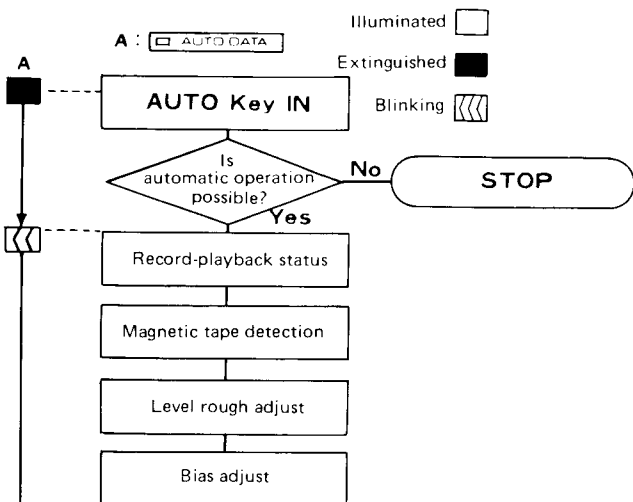 Illuminated
A : AUTO DATA
A
Extinguished
AUTO Key IN
Blinking
Is
automatic operation
possible?
No
STOP
Yes
Record-playback status
Magnetic tape detection
Level rough adjust
Bias adjust